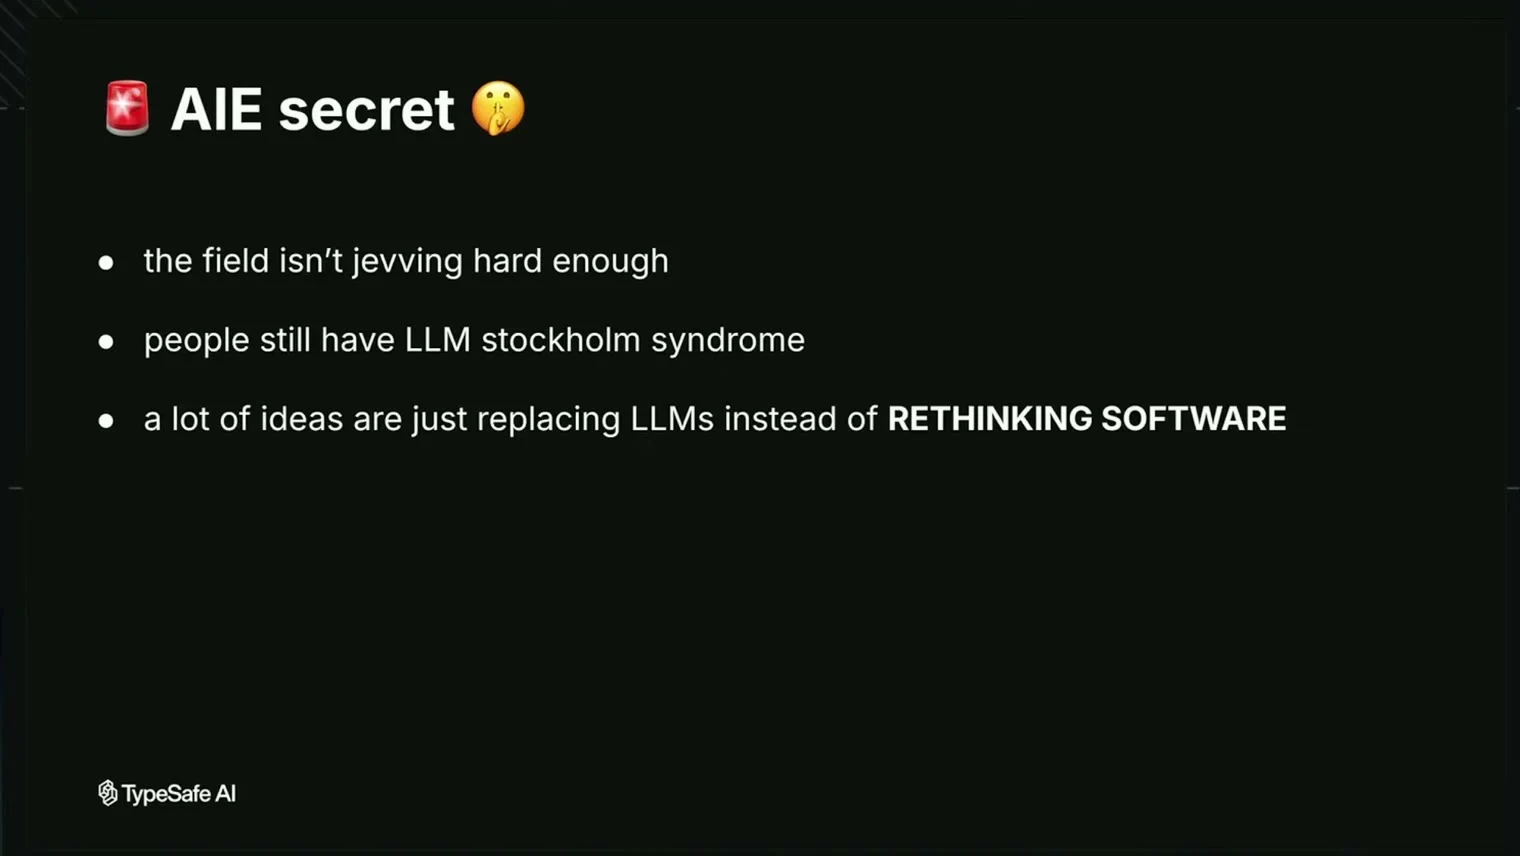 🚨 AIE secret 🤫
● the field isn’t jevving hard enough
● people still have LLM stockholm syndrome
● a lot of ideas are just replacing LLMs instead of RETHINKING SOFTWARE
TypeSafe AI